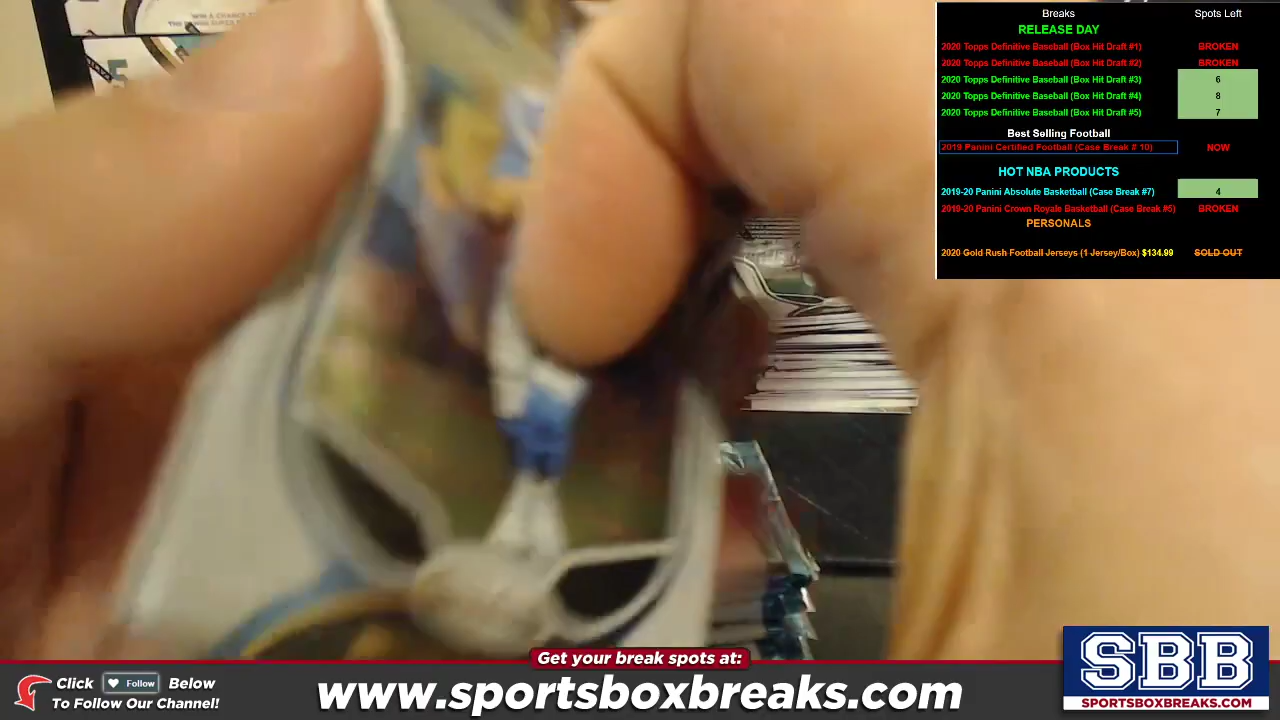 WIN A CHANCE
Breaks Spots Left
RELEASE DAY
2020 Topps Definitive Baseball (Box Hit Draft #1) BROKEN
2020 Topps Definitive Baseball (Box Hit Draft #2) BROKEN
2020 Topps Definitive Baseball (Box Hit Draft #3) 6
2020 Topps Definitive Baseball (Box Hit Draft #4) 8
2020 Topps Definitive Baseball (Box Hit Draft #5) 7
Best Selling Football
2019 Panini Certified Football (Case Break # 10) NOW
HOT NBA PRODUCTS
2019-20 Panini Absolute Basketball (Case Break #7) 4
2019-20 Panini Crown Royale Basketball (Case Break #5) BROKEN
PERSONALS
2020 Gold Rush Football Jerseys (1 Jersey/Box) $134.99 SOLD OUT
Get your break spots at:
Click Follow Below
To Follow Our Channel!
www.sportsboxbreaks.com
SBB
SPORTSBOXBREAKS.COM